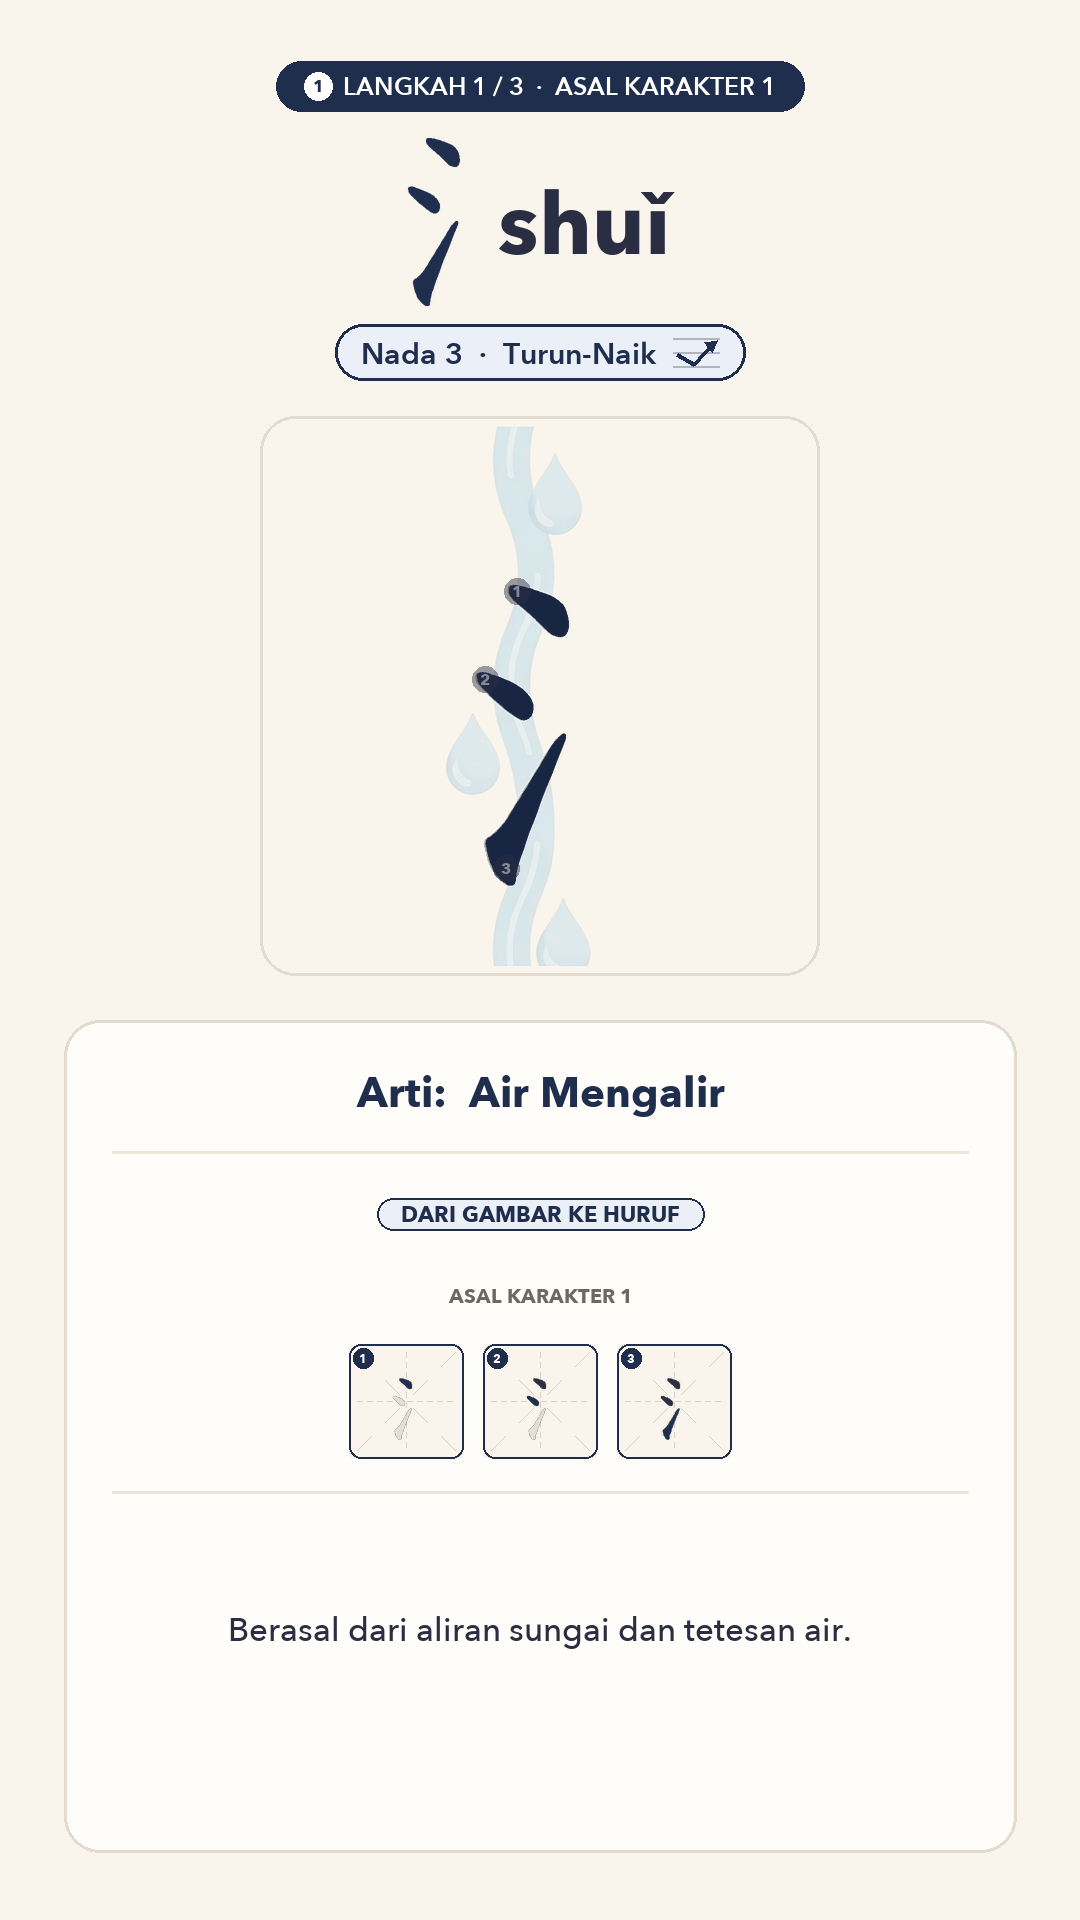 1 LANGKAH 1 / 3 · ASAL KARAKTER 1
氵 shuǐ
Nada 3 · Turun-Naik
1
2
3
Arti: Air Mengalir
DARI GAMBAR KE HURUF
ASAL KARAKTER 1
1 2 3
Berasal dari aliran sungai dan tetesan air.